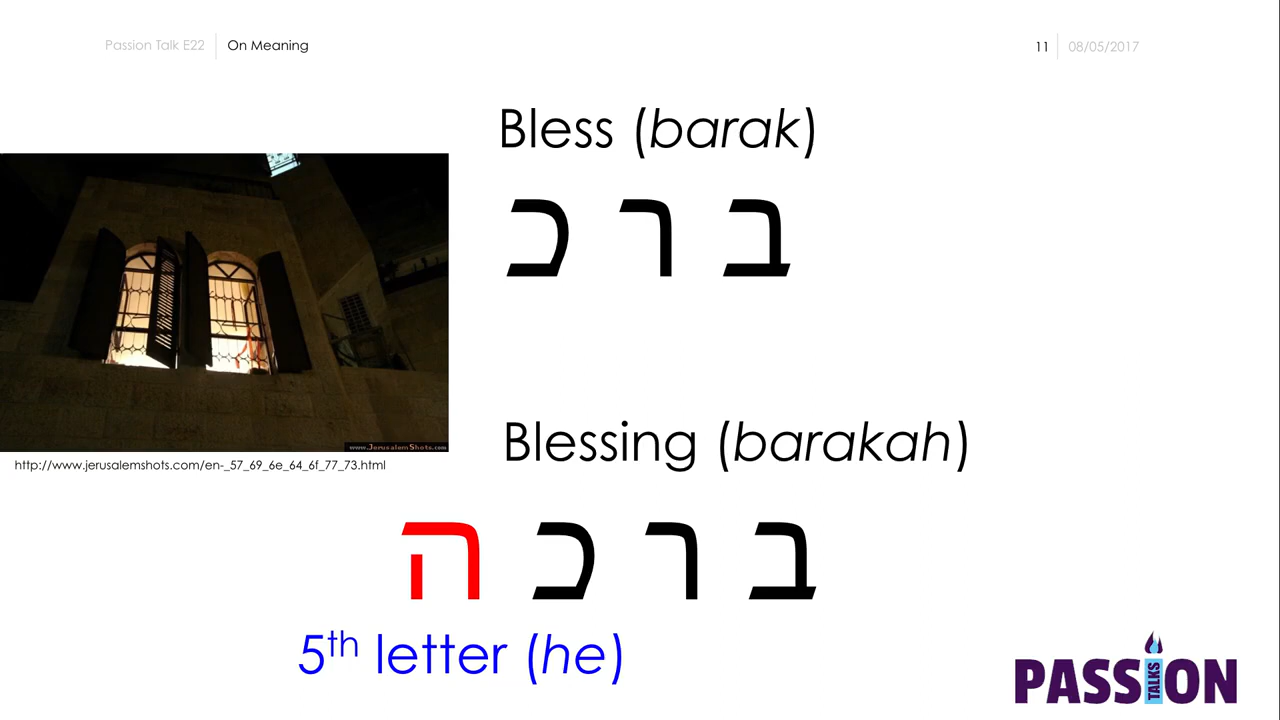 Passion Talk E22 On Meaning 11 08/05/2017
Bless (barak)
ב ר כ
www.JerusalemShots.com
http://www.jerusalemshots.com/en-_57_69_6e_64_6f_77_73.html
Blessing (barakah)
ב ר כ ה
5th letter (he)
PASSION TALKS